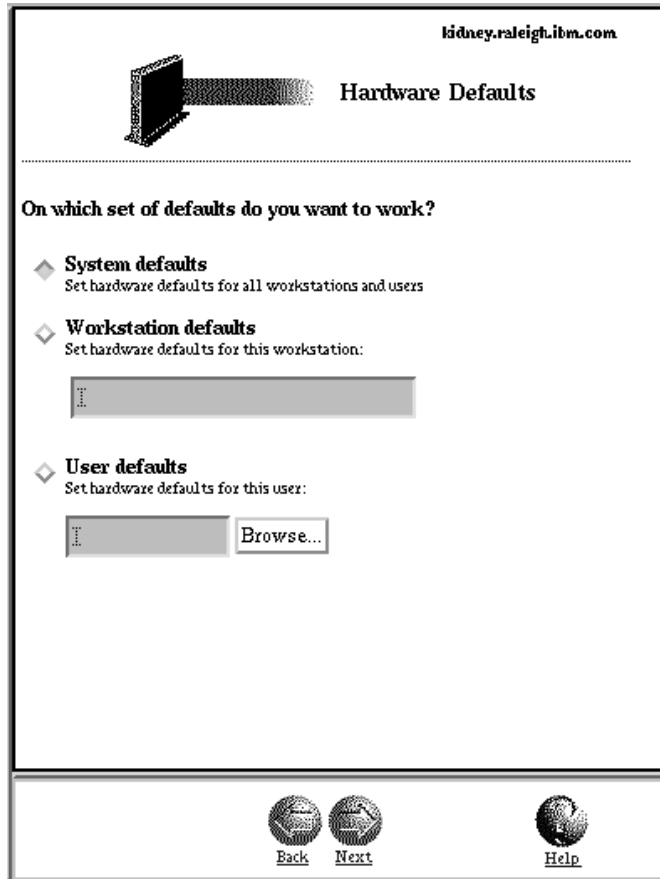 kidney.raleigh.ibm.com
Hardware Defaults
On which set of defaults do you want to work?
System defaults
Set hardware defaults for all workstations and users
Workstation defaults
Set hardware defaults for this workstation:
User defaults
Set hardware defaults for this user:
Browse...
Back Next Help